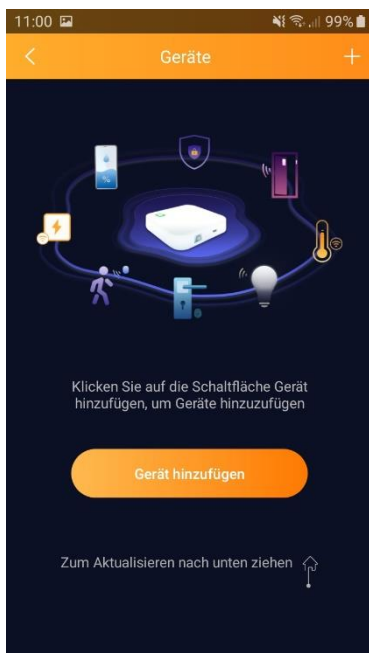 11:00 99%
Geräte
%
Klicken Sie auf die Schaltfläche Gerät
hinzufügen, um Geräte hinzuzufügen
Gerät hinzufügen
Zum Aktualisieren nach unten ziehen